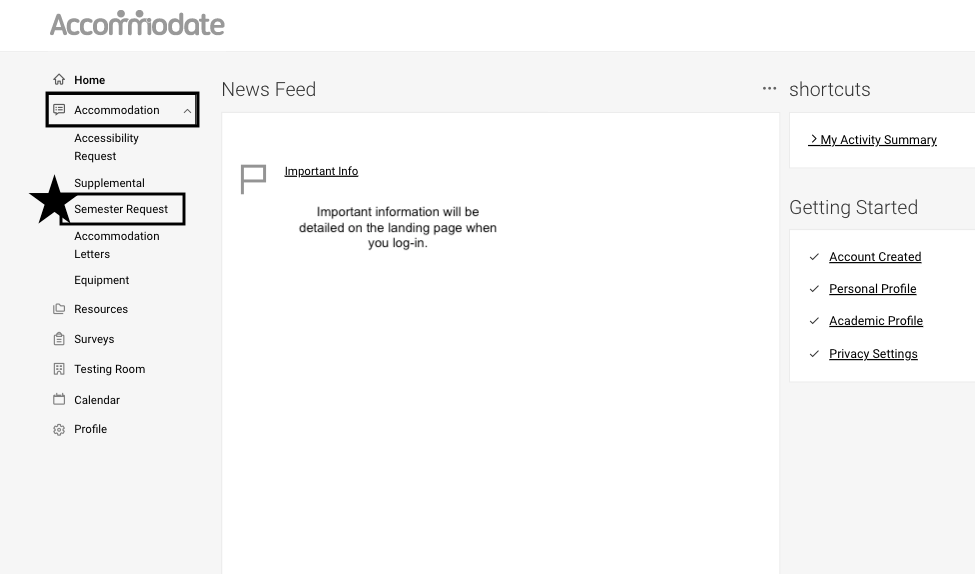 Accommodate
Home
Accommodation
Accessibility
Request
Supplemental
Semester Request
Accommodation
Letters
Equipment
Resources
Surveys
Testing Room
Calendar
Profile
News Feed
Important Info
Important information will be
detailed on the landing page when
you log-in.
shortcuts
My Activity Summary
Getting Started
Account Created
Personal Profile
Academic Profile
Privacy Settings